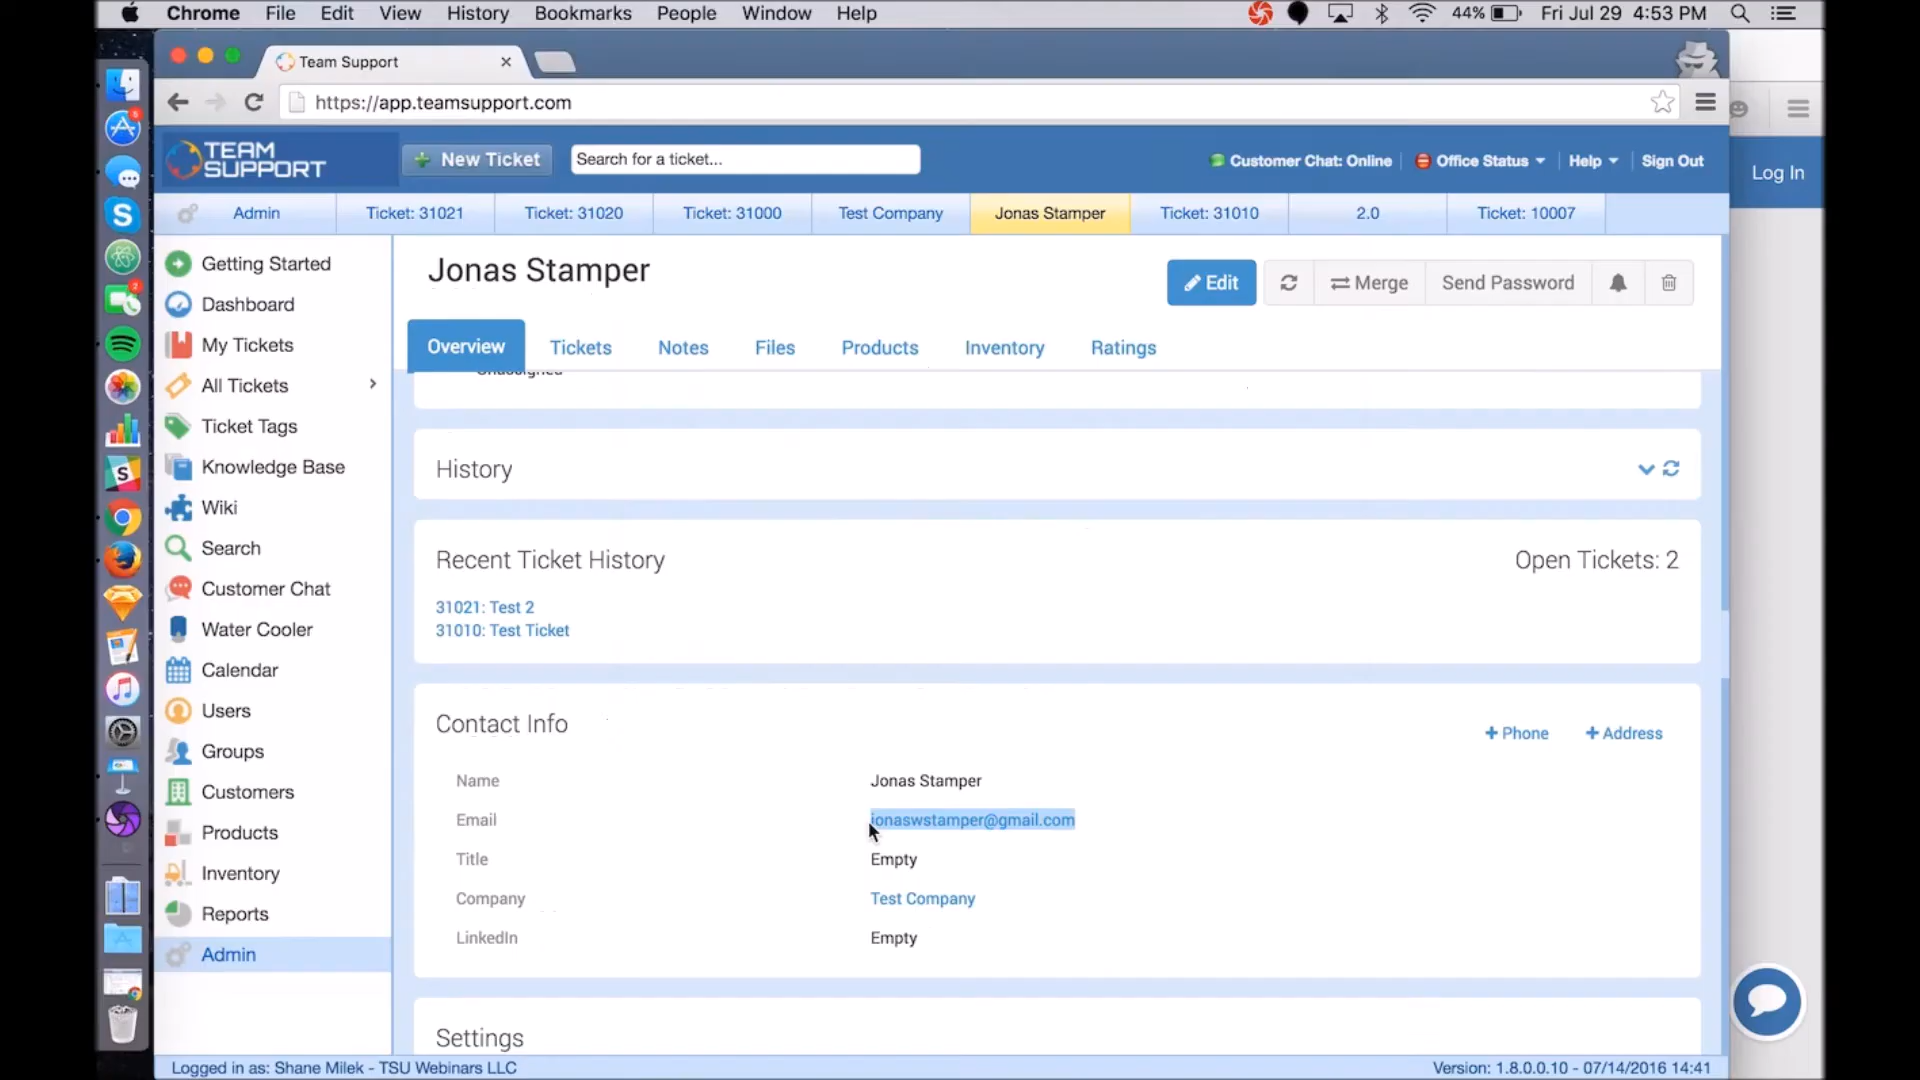 Chrome File Edit View History Bookmarks People Window Help 44% Fri Jul 29 4:53 PM
Team Support
https://app.teamsupport.com
TEAM SUPPORT
New Ticket
Search for a ticket...
Customer Chat: Online
Office Status
Help
Sign Out
Log In
Admin
Ticket: 31021
Ticket: 31020
Ticket: 31000
Test Company
Jonas Stamper
Ticket: 31010
2.0
Ticket: 10007
Getting Started
Dashboard
My Tickets
All Tickets
Ticket Tags
Knowledge Base
Wiki
Search
Customer Chat
Water Cooler
Calendar
Users
Groups
Customers
Products
Inventory
Reports
Admin
Jonas Stamper
Edit
Merge
Send Password
Overview
Tickets
Notes
Files
Products
Inventory
Ratings
Unassigned
History
Recent Ticket History
Open Tickets: 2
31021: Test 2
31010: Test Ticket
Contact Info
+ Phone
+ Address
Name Jonas Stamper
Email jonaswstamper@gmail.com
Title Empty
Company Test Company
LinkedIn Empty
Settings
Logged in as: Shane Milek - TSU Webinars LLC
Version: 1.8.0.0.10 - 07/14/2016 14:41